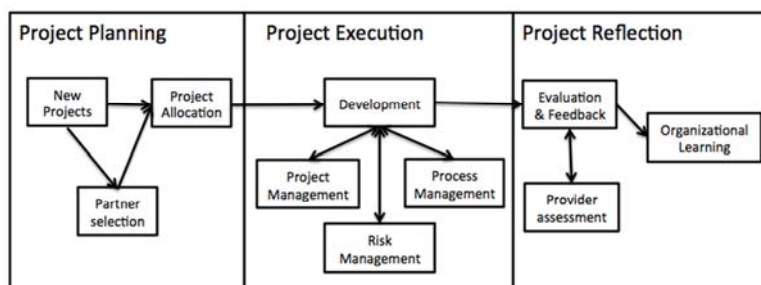 Project Planning
New
Projects
Project
Allocation
Partner
selection
Project Execution
Development
Project
Management
Process
Management
Risk
Management
Project Reflection
Evaluation
& Feedback
Organizational
Learning
Provider
assessment